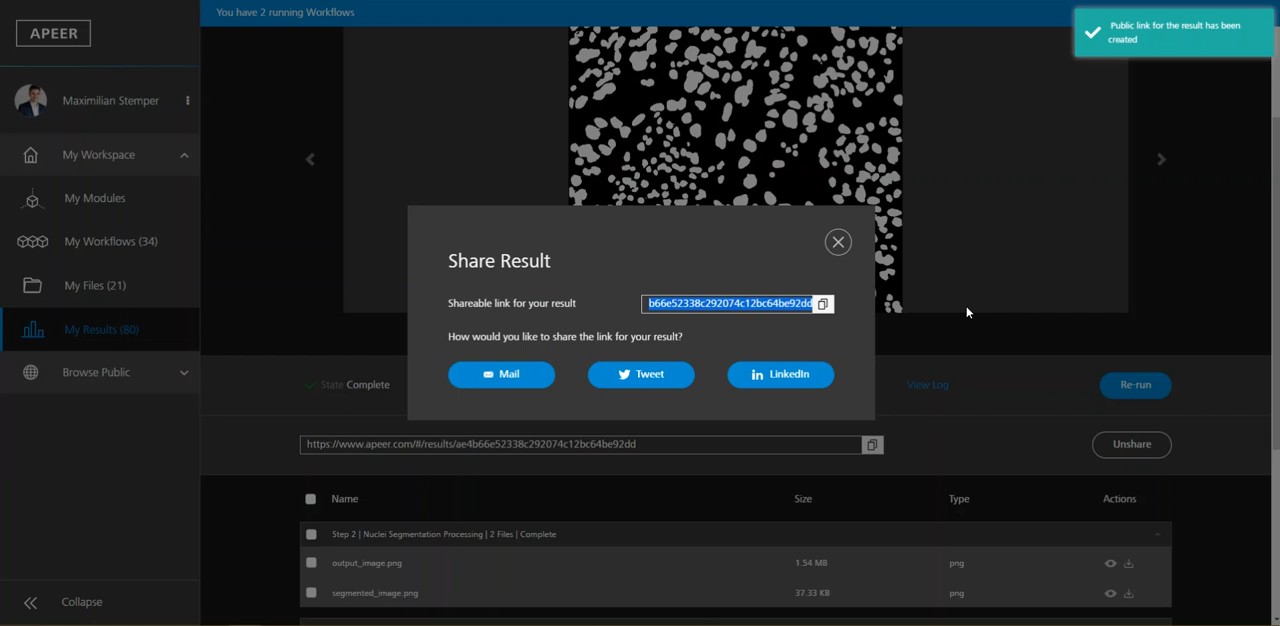 You have 2 running Workflows
Public link for the result has been
created
APEER
Maximilian Stemper
My Workspace
My Modules
My Workflows (34)
My Files (21)
My Results (80)
Browse Public
Collapse
Share Result
Shareable link for your result
b66e52338c292074c12bc64be92dd
How would you like to share the link for your result?
Mail
Tweet
LinkedIn
State Complete
View Log
Re-run
https://www.apeer.com/#/results/ae4b66e52338c292074c12bc64be92dd
Unshare
Name Size Type Actions
Step 2 | Nuclei Segmentation Processing | 2 Files | Complete
output_image.png 1.54 MB png
segmented_image.png 37.33 KB png